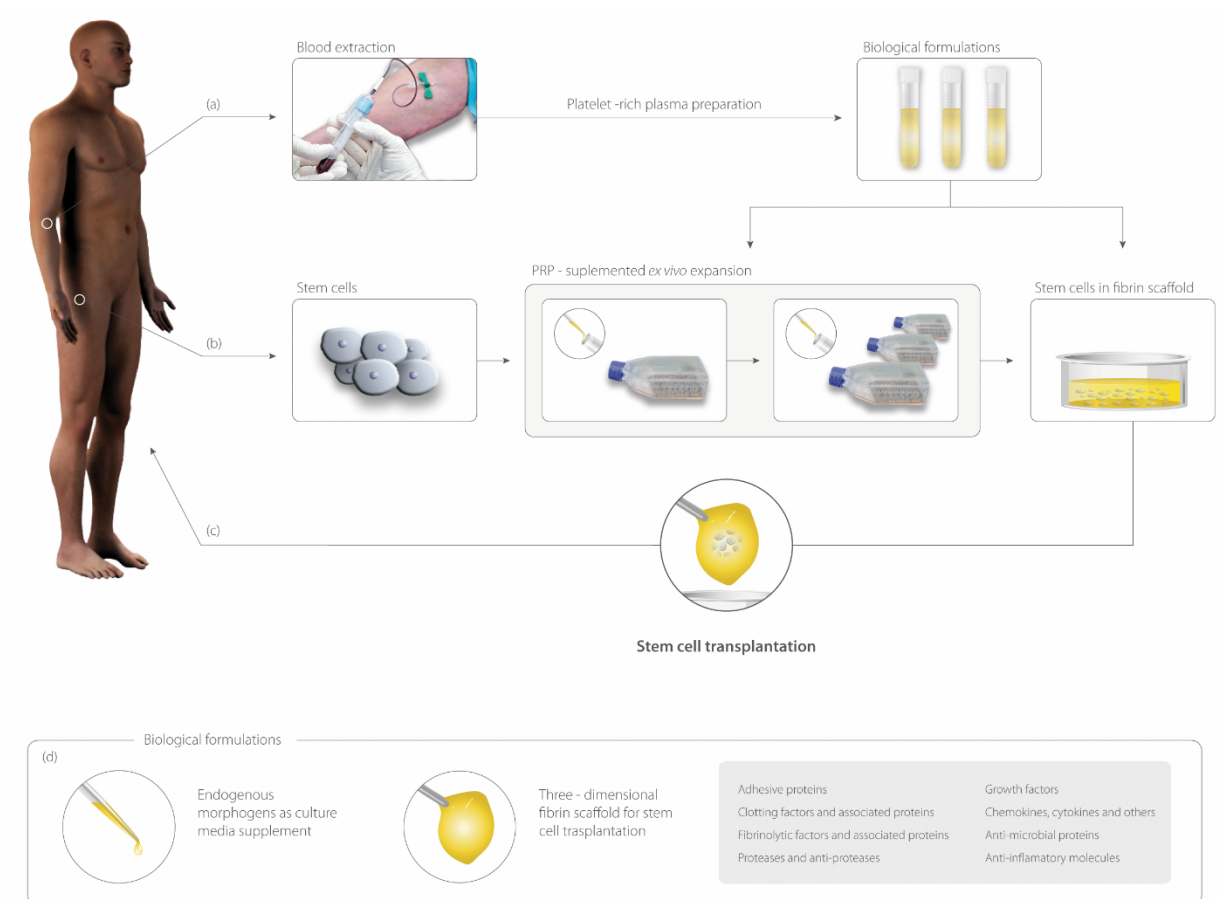 Blood extraction
Biological formulations
(a)
Platelet -rich plasma preparation
PRP - suplemented ex vivo expansion
Stem cells
Stem cells in fibrin scaffold
(b)
(c)
Stem cell transplantation
Biological formulations
(d)
Endogenous
morphogens as culture
media supplement
Three - dimensional
fibrin scaffold for stem
cell trasplantation
Adhesive proteins
Clotting factors and associated proteins
Fibrinolytic factors and associated proteins
Proteases and anti-proteases
Growth factors
Chemokines, cytokines and others
Anti-microbial proteins
Anti-inflamatory molecules